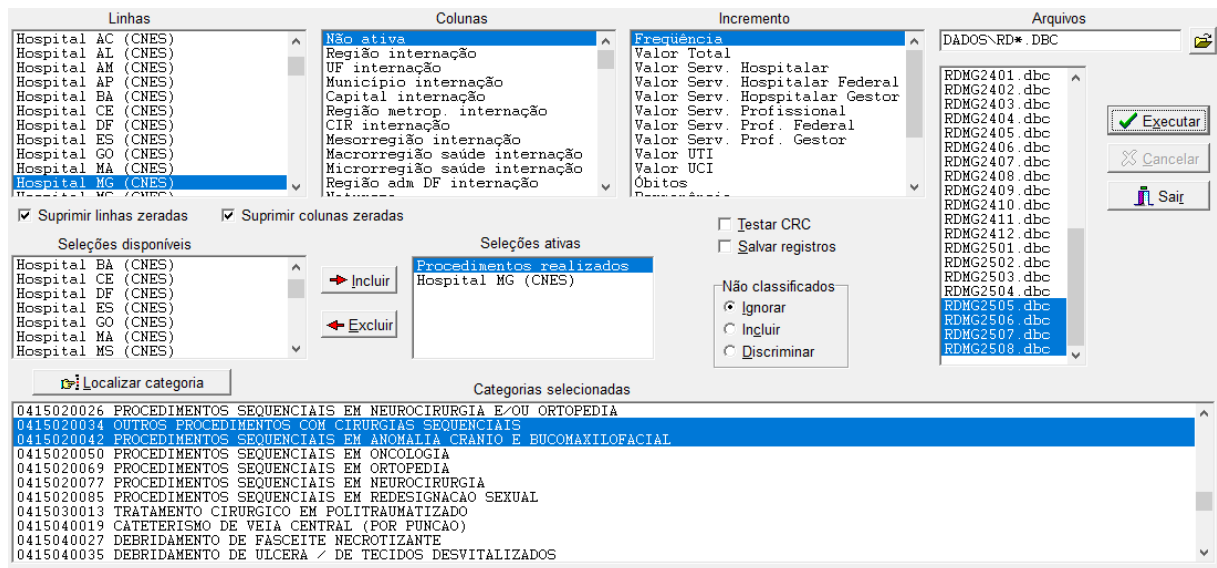 Linhas
Hospital AC (CNES)
Hospital AL (CNES)
Hospital AM (CNES)
Hospital AP (CNES)
Hospital BA (CNES)
Hospital CE (CNES)
Hospital DF (CNES)
Hospital ES (CNES)
Hospital GO (CNES)
Hospital MA (CNES)
Hospital MG (CNES)
Colunas
Não ativa
Região internação
UF internação
Município internação
Capital internação
Região metrop. internação
CIR internação
Mesorregião internação
Macrorregião saúde internação
Microrregião saúde internação
Região adm DF internação
Incremento
Freqüência
Valor Total
Valor Serv. Hospitalar
Valor Serv. Hospitalar Federal
Valor Serv. Hopspitalar Gestor
Valor Serv. Profissional
Valor Serv. Prof. Federal
Valor Serv. Prof. Gestor
Valor UTI
Valor UCI
Óbitos
Arquivos
DADOS\RD*.DBC
RDMG2401.dbc
RDMG2402.dbc
RDMG2403.dbc
RDMG2404.dbc
RDMG2405.dbc
RDMG2406.dbc
RDMG2407.dbc
RDMG2408.dbc
RDMG2409.dbc
RDMG2410.dbc
RDMG2411.dbc
RDMG2412.dbc
RDMG2501.dbc
RDMG2502.dbc
RDMG2503.dbc
RDMG2504.dbc
RDMG2505.dbc
RDMG2506.dbc
RDMG2507.dbc
RDMG2508.dbc
Executar
Cancelar
Sair
Suprimir linhas zeradas
Suprimir colunas zeradas
Testar CRC
Salvar registros
Seleções disponíveis
Hospital BA (CNES)
Hospital CE (CNES)
Hospital DF (CNES)
Hospital ES (CNES)
Hospital GO (CNES)
Hospital MA (CNES)
Hospital MS (CNES)
Incluir
Excluir
Seleções ativas
Procedimentos realizados
Hospital MG (CNES)
Não classificados
Ignorar
Incluir
Discriminar
Localizar categoria
Categorias selecionadas
0415020026 PROCEDIMENTOS SEQUENCIAIS EM NEUROCIRURGIA E/OU ORTOPEDIA
0415020034 OUTROS PROCEDIMENTOS COM CIRURGIAS SEQUENCIAIS
0415020042 PROCEDIMENTOS SEQUENCIAIS EM ANOMALIA CRANIO E BUCOMAXILOFACIAL
0415020050 PROCEDIMENTOS SEQUENCIAIS EM ONCOLOGIA
0415020069 PROCEDIMENTOS SEQUENCIAIS EM ORTOPEDIA
0415020077 PROCEDIMENTOS SEQUENCIAIS EM NEUROCIRURGIA
0415020085 PROCEDIMENTOS SEQUENCIAIS EM REDESIGNACAO SEXUAL
0415030013 TRATAMENTO CIRURGICO EM POLITRAUMATIZADO
0415040019 CATETERISMO DE VEIA CENTRAL (POR PUNCAO)
0415040027 DEBRIDAMENTO DE FASCEITE NECROTIZANTE
0415040035 DEBRIDAMENTO DE ULCERA / DE TECIDOS DESVITALIZADOS